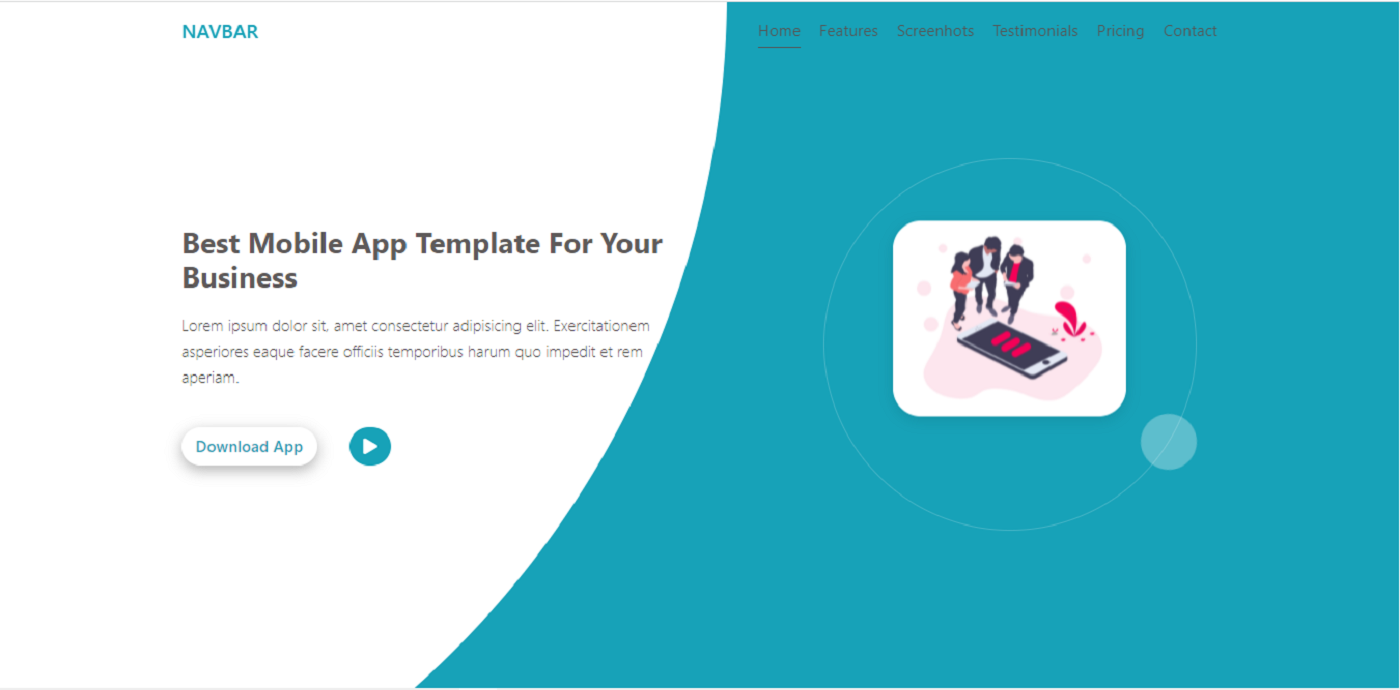 NAVBAR
Home Features Screenhots Testimonials Pricing Contact
Best Mobile App Template For Your
Business
Lorem ipsum dolor sit, amet consectetur adipisicing elit. Exercitationem
asperiores eaque facere officiis temporibus harum quo impedit et rem
aperiam.
Download App